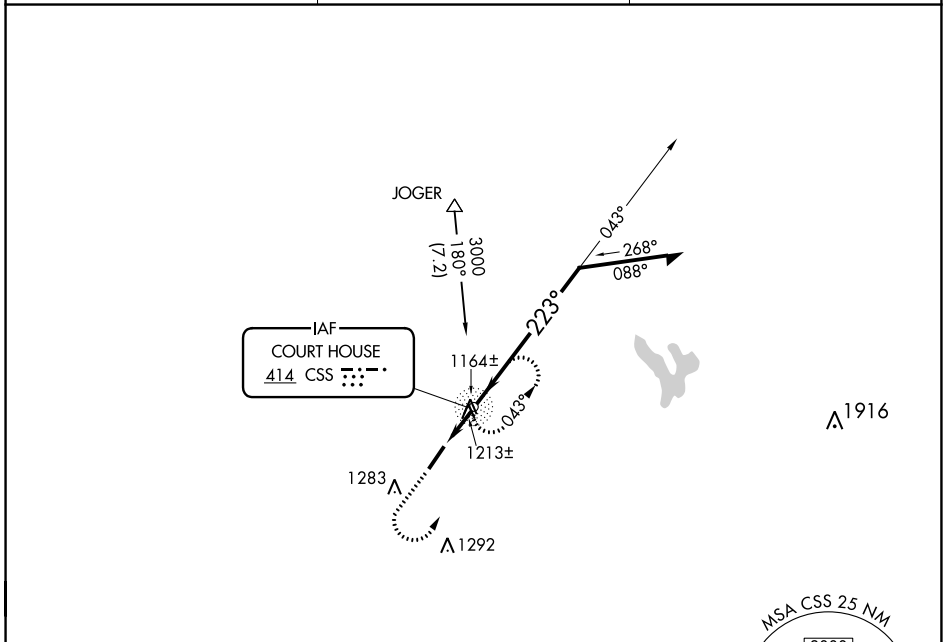 JOGER
3000
180°
(7.2)
043°
268°
088°
223°
IAF
COURT HOUSE
414 CSS
1164±
043°
1213±
1916
1283
1292
MSA CSS 25 NM